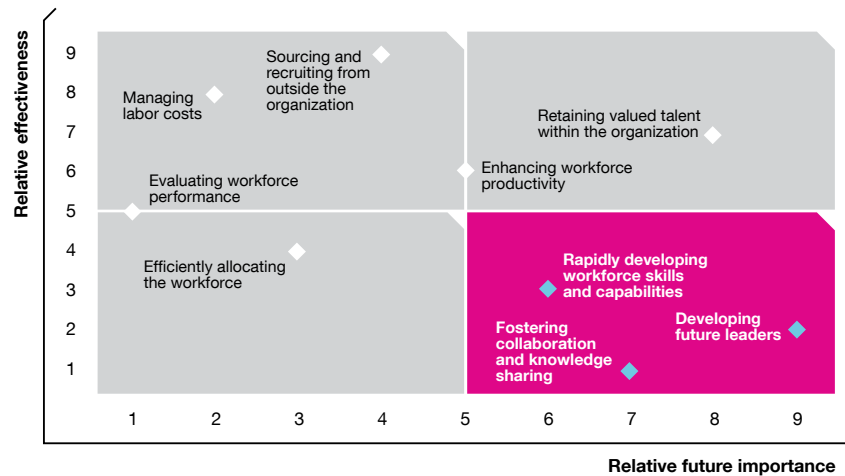 Relative effectiveness
9
8
7
6
5
4
3
2
1
Sourcing and
recruiting from
outside the
organization
Managing
labor costs
Retaining valued talent
within the organization
Enhancing workforce
productivity
Evaluating workforce
performance
Efficiently allocating
the workforce
Rapidly developing
workforce skills
and capabilities
Developing
future leaders
Fostering
collaboration
and knowledge
sharing
1 2 3 4 5 6 7 8 9
Relative future importance